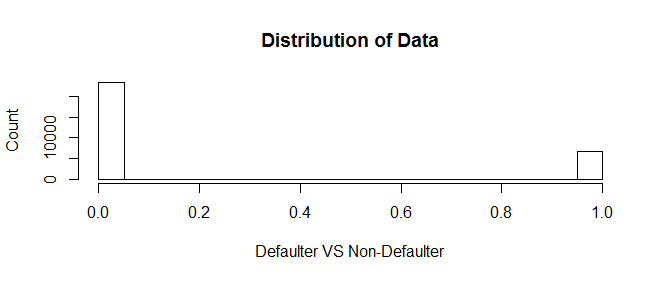 Distribution of Data
Count
10000
0
0.0 0.2 0.4 0.6 0.8 1.0
Defaulter VS Non-Defaulter